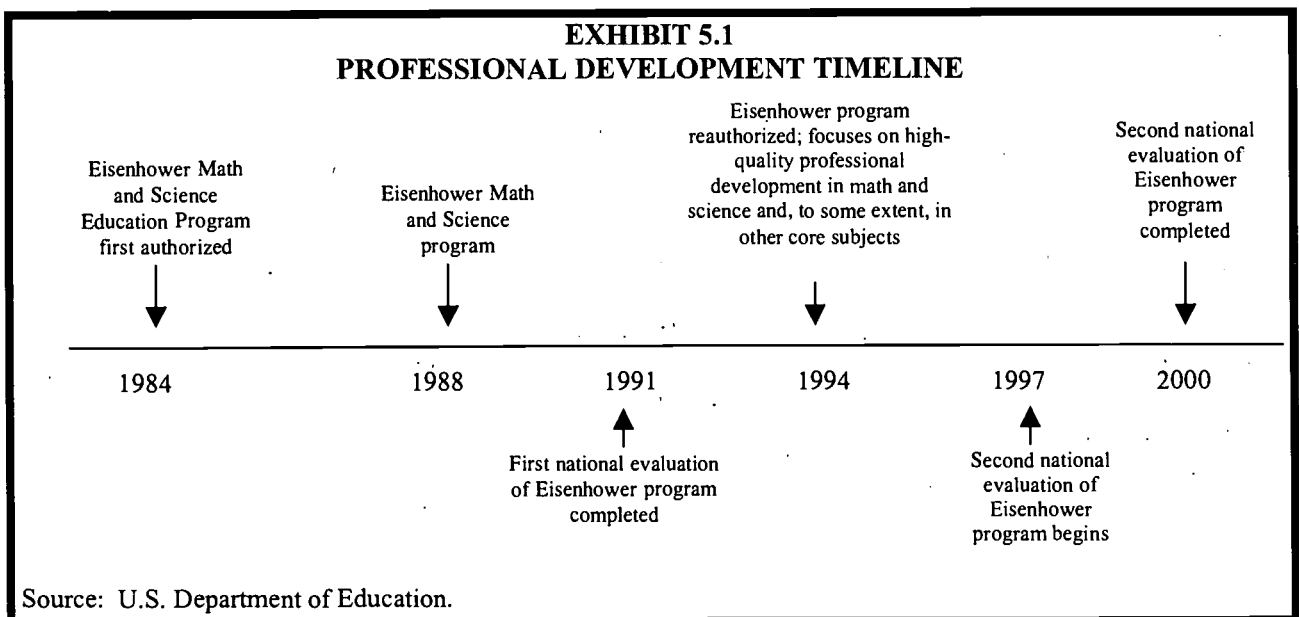 EXHIBIT 5.1
PROFESSIONAL DEVELOPMENT TIMELINE
Eisenhower Math
and Science
Education Program
first authorized
Eisenhower Math
and Science
program
Eisenhower program
reauthorized; focuses on high-
quality professional
development in math and
science and, to some extent, in
other core subjects
Second national
evaluation of
Eisenhower
program
completed
1984 1988 1991 1994 1997 2000
First national evaluation
of Eisenhower program
completed
Second national
evaluation of
Eisenhower
program begins
Source: U.S. Department of Education.